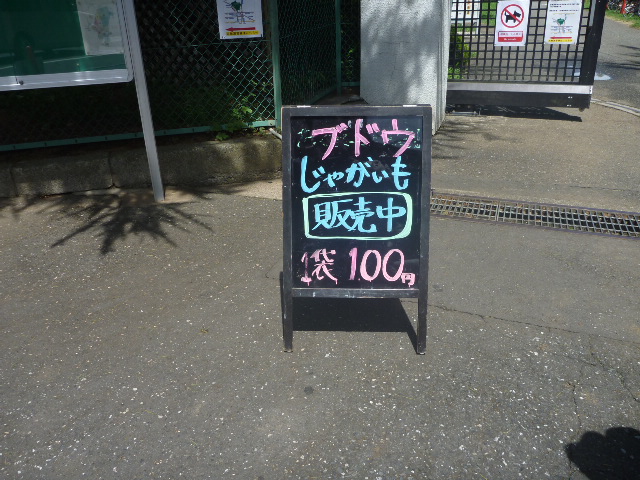 ブドウ
じゃがいも
販売中
1袋 100円